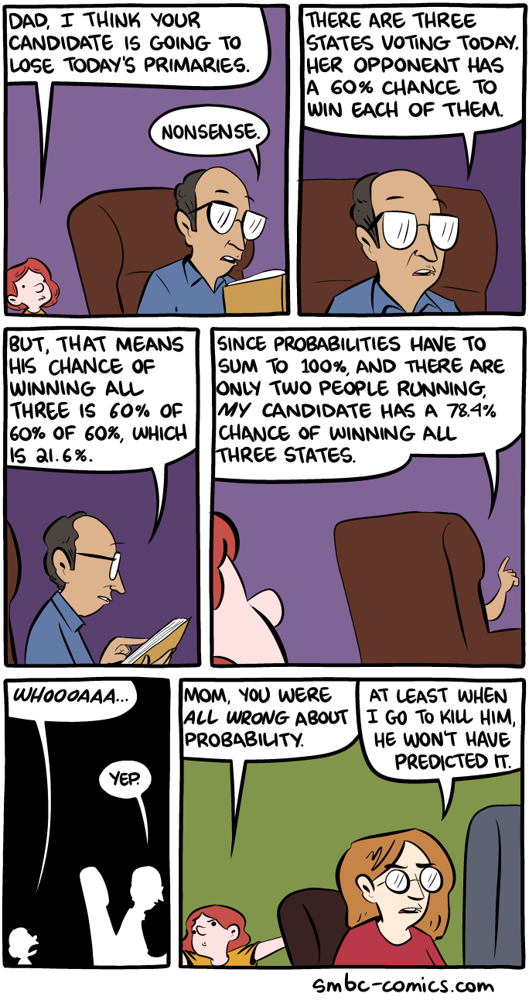 DAD, I THINK YOUR
CANDIDATE IS GOING TO
LOSE TODAY'S PRIMARIES.
NONSENSE.
THERE ARE THREE
STATES VOTING TODAY.
HER OPPONENT HAS
A 60% CHANCE TO
WIN EACH OF THEM.
BUT, THAT MEANS
HIS CHANCE OF
WINNING ALL
THREE IS 60% OF
60% OF 60%, WHICH
IS 21.6%.
SINCE PROBABILITIES HAVE TO
SUM TO 100%, AND THERE ARE
ONLY TWO PEOPLE RUNNING,
MY CANDIDATE HAS A 78.4%
CHANCE OF WINNING ALL
THREE STATES.
WHOOOAAA...
YEP.
MOM, YOU WERE
ALL WRONG ABOUT
PROBABILITY.
AT LEAST WHEN
I GO TO KILL HIM,
HE WON'T HAVE
PREDICTED IT.
smbc-comics.com